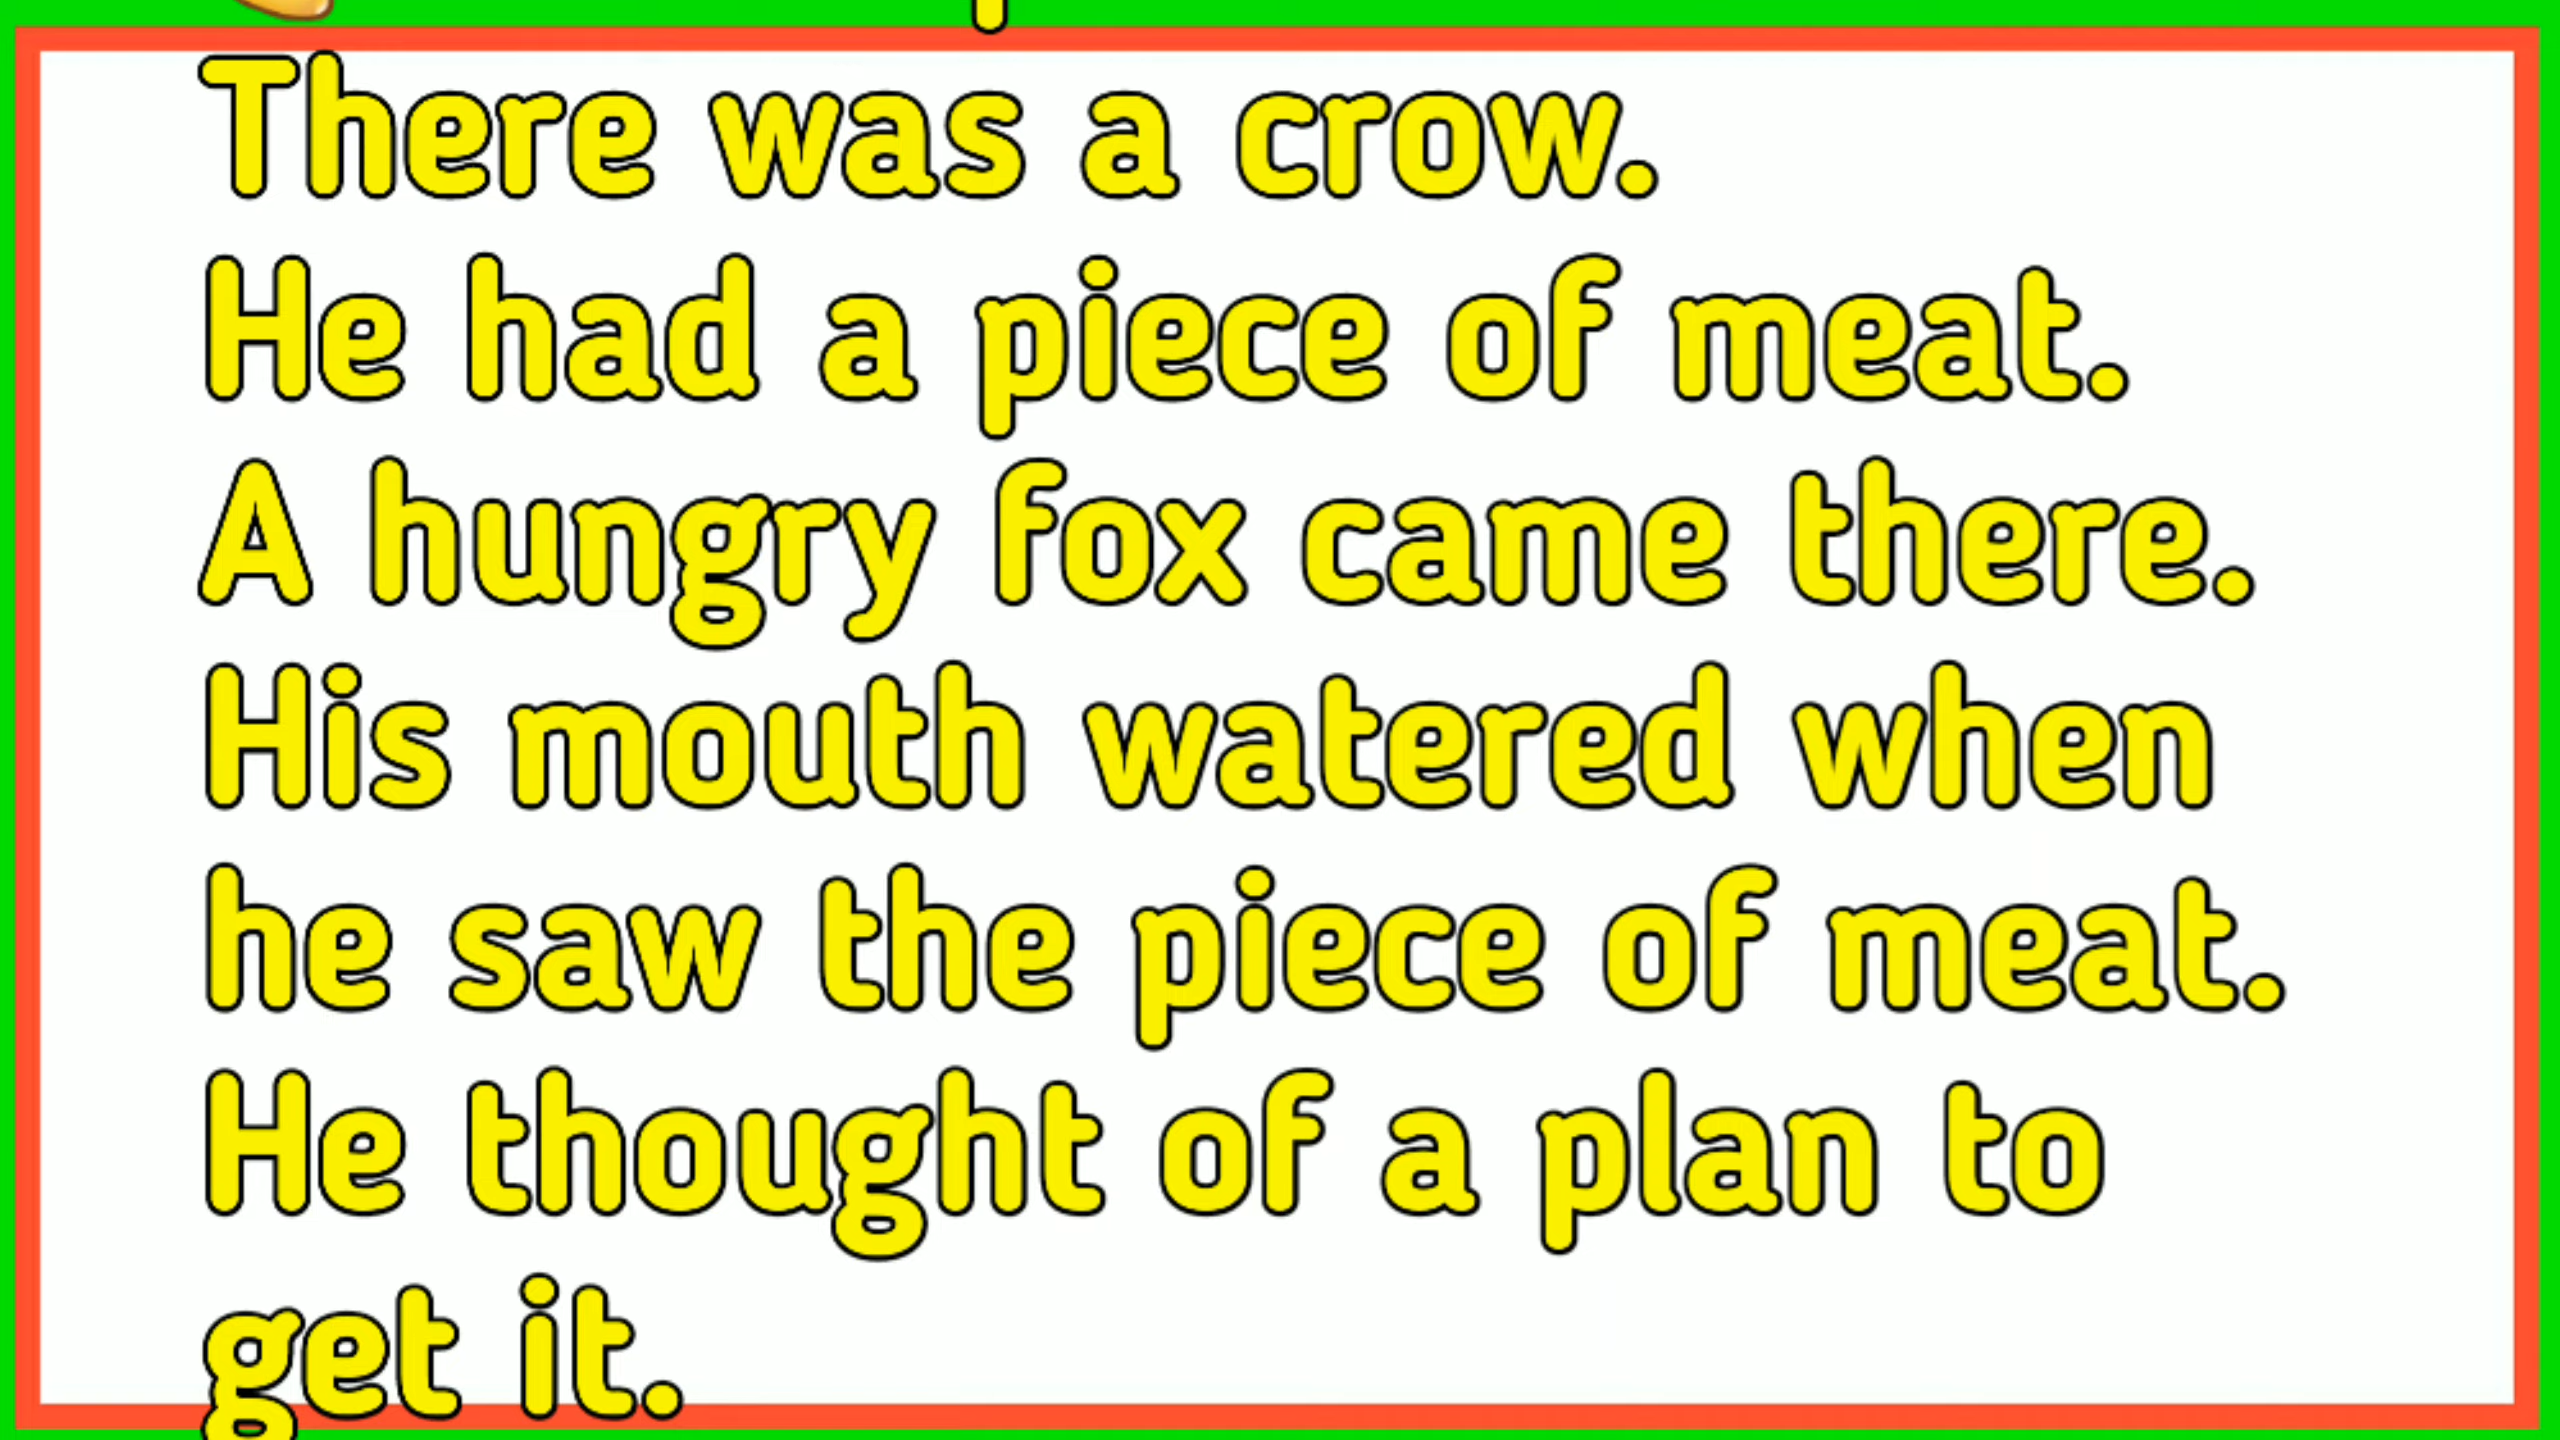 There was a crow.
He had a piece of meat.
A hungry fox came there.
His mouth watered when
he saw the piece of meat.
He thought of a plan to
get it.